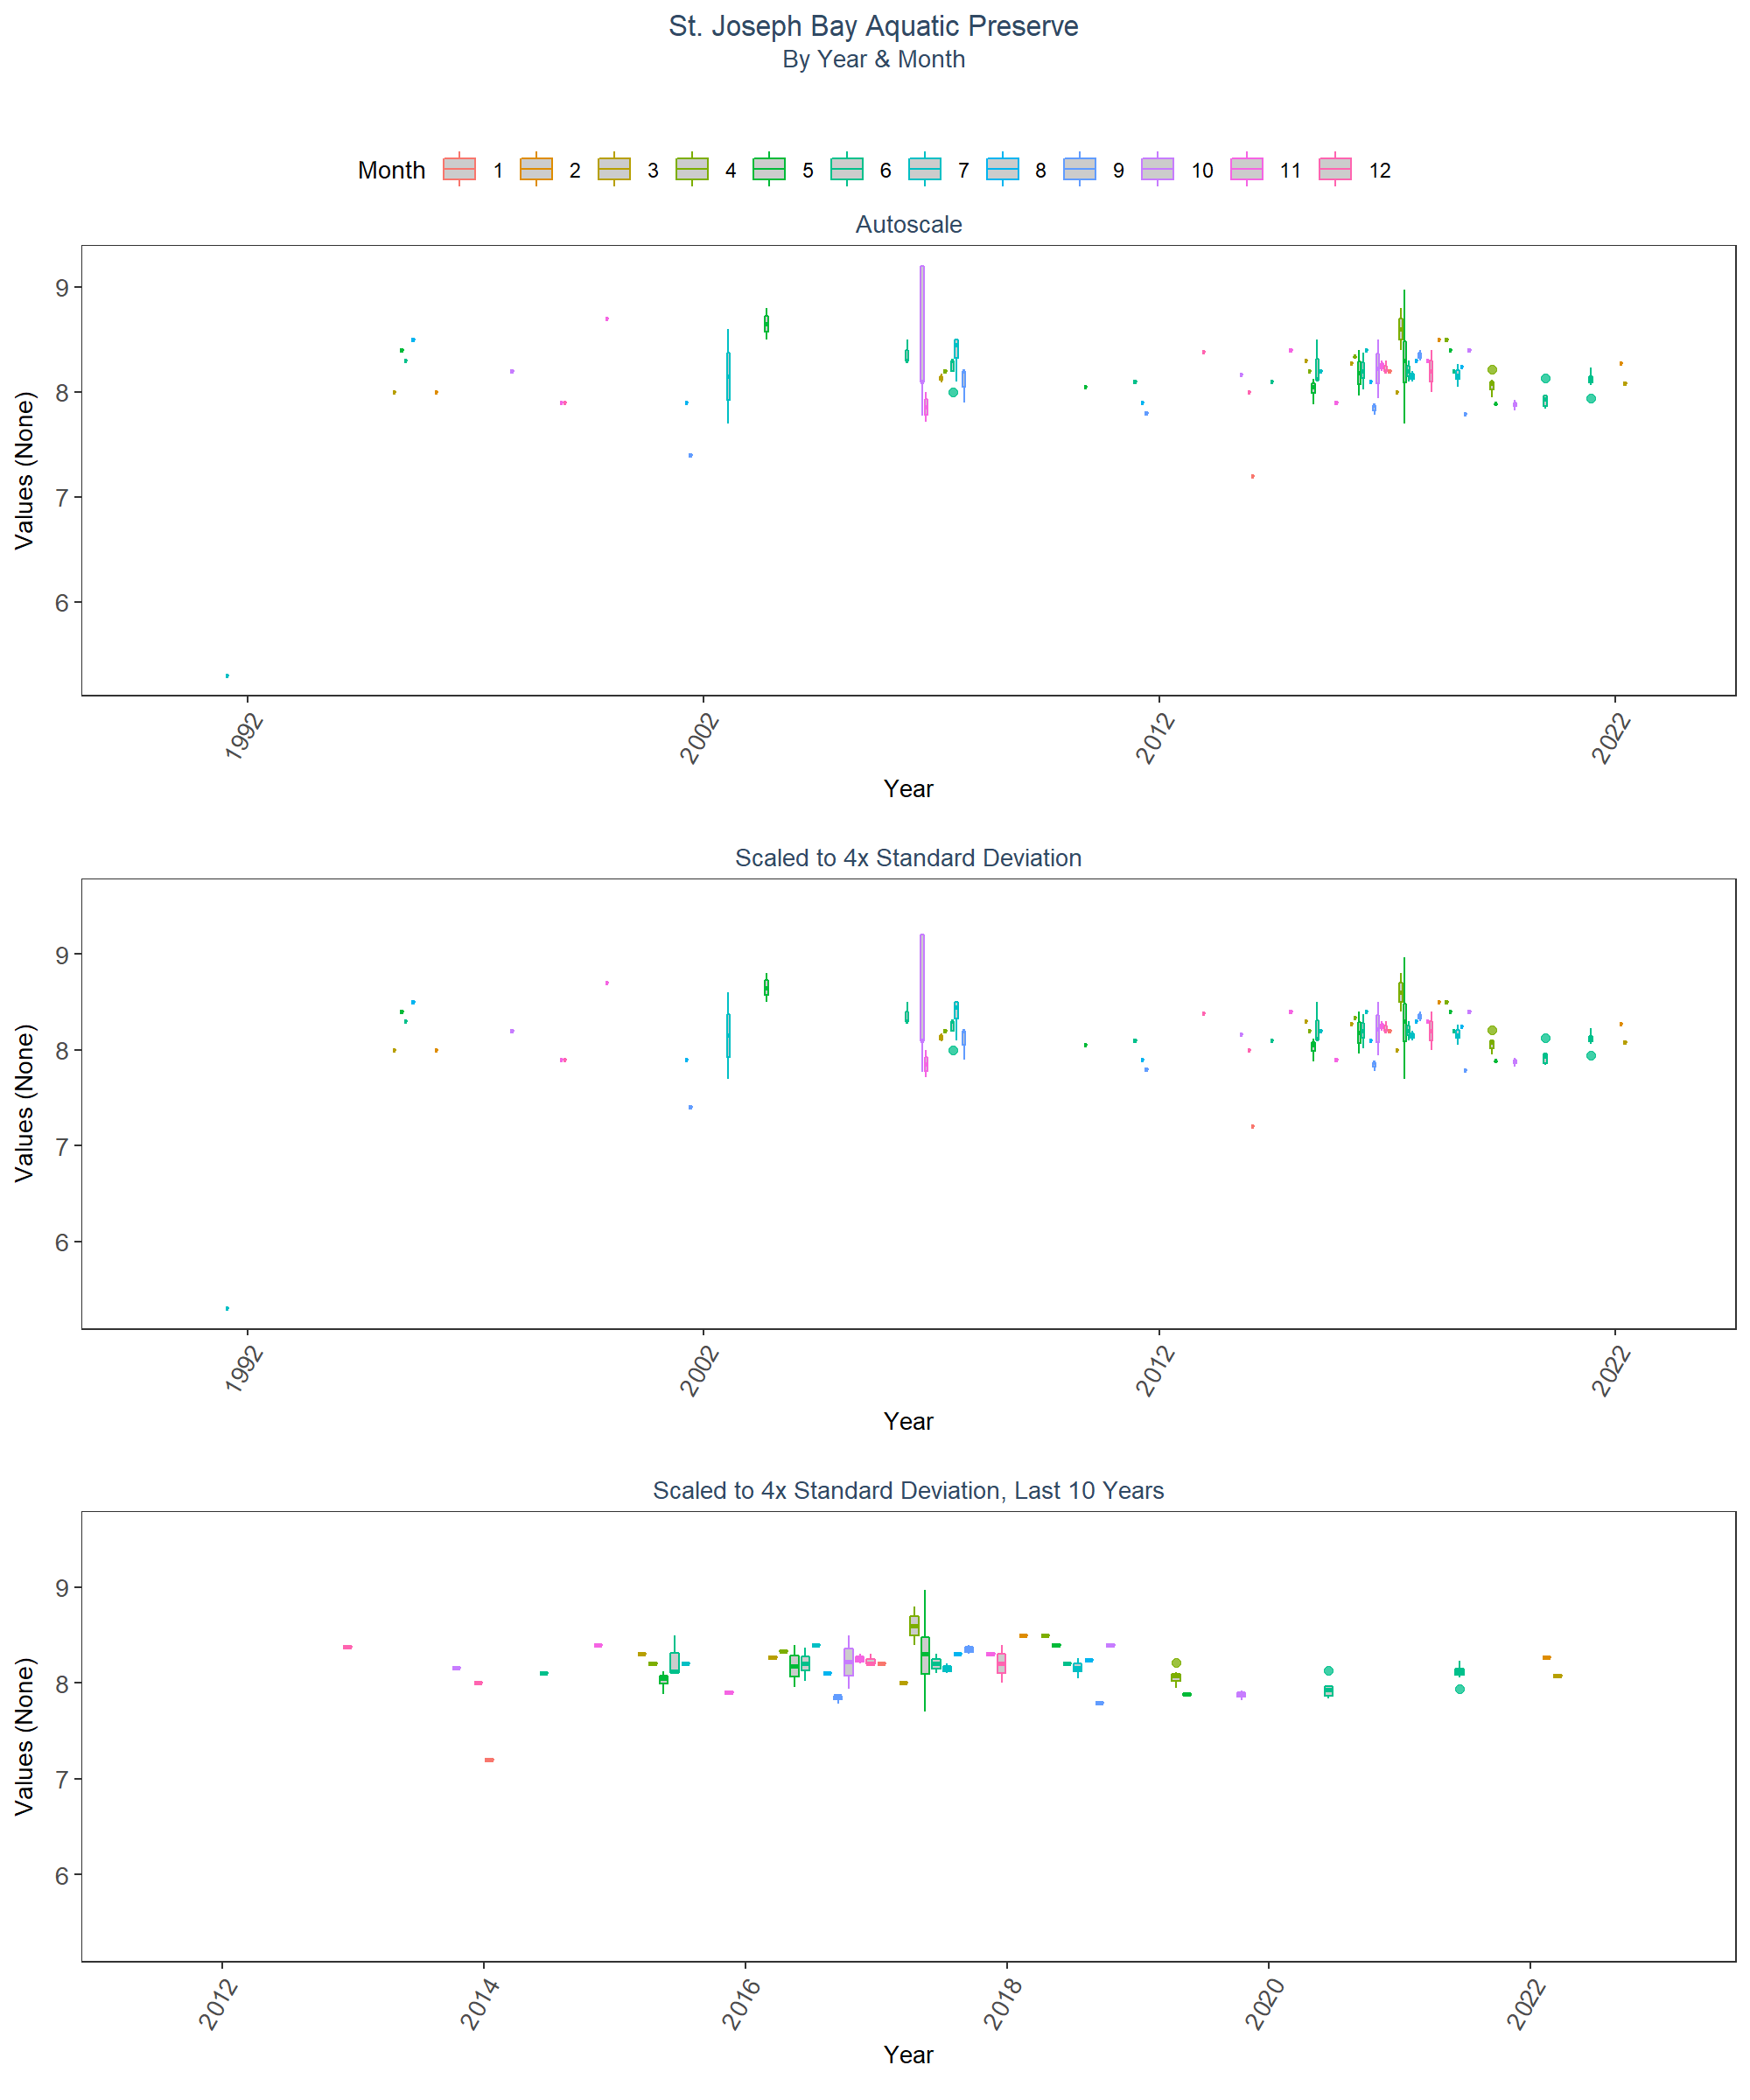 St. Joseph Bay Aquatic Preserve
By Year & Month
Month 1 2 3 4 5 6 7 8 9 10 11 12
Autoscale
Values (None)
9
8
7
6
1992 2002 2012 2022
Year
Scaled to 4x Standard Deviation
Values (None)
9
8
7
6
1992 2002 2012 2022
Year
Scaled to 4x Standard Deviation, Last 10 Years
Values (None)
9
8
7
6
2012 2014 2016 2018 2020 2022
Year